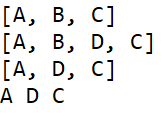 [A, B, C]
[A, B, D, C]
[A, D, C]
A D C